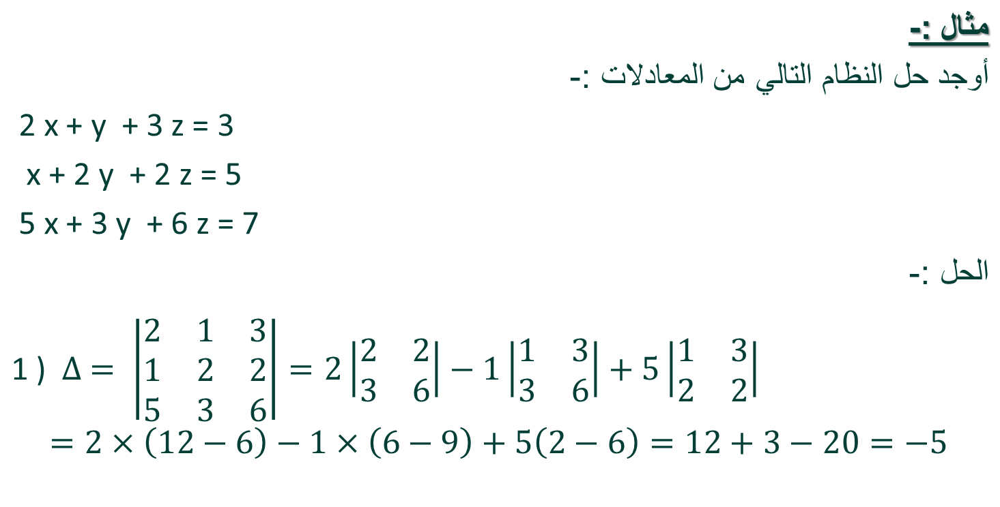 مثال :-
أوجد حل النظام التالي من المعادلات :-
2 x + y + 3 z = 3
x + 2 y + 2 z = 5
5 x + 3 y + 6 z = 7
الحل :-
1 ) Δ = |2 1 3| = 2 |2 2| − 1 |1 3| + 5 |1 3|
|1 2 2| |3 6| |3 6| |2 2|
|5 3 6|
= 2 × (12 − 6) − 1 × (6 − 9) + 5(2 − 6) = 12 + 3 − 20 = −5